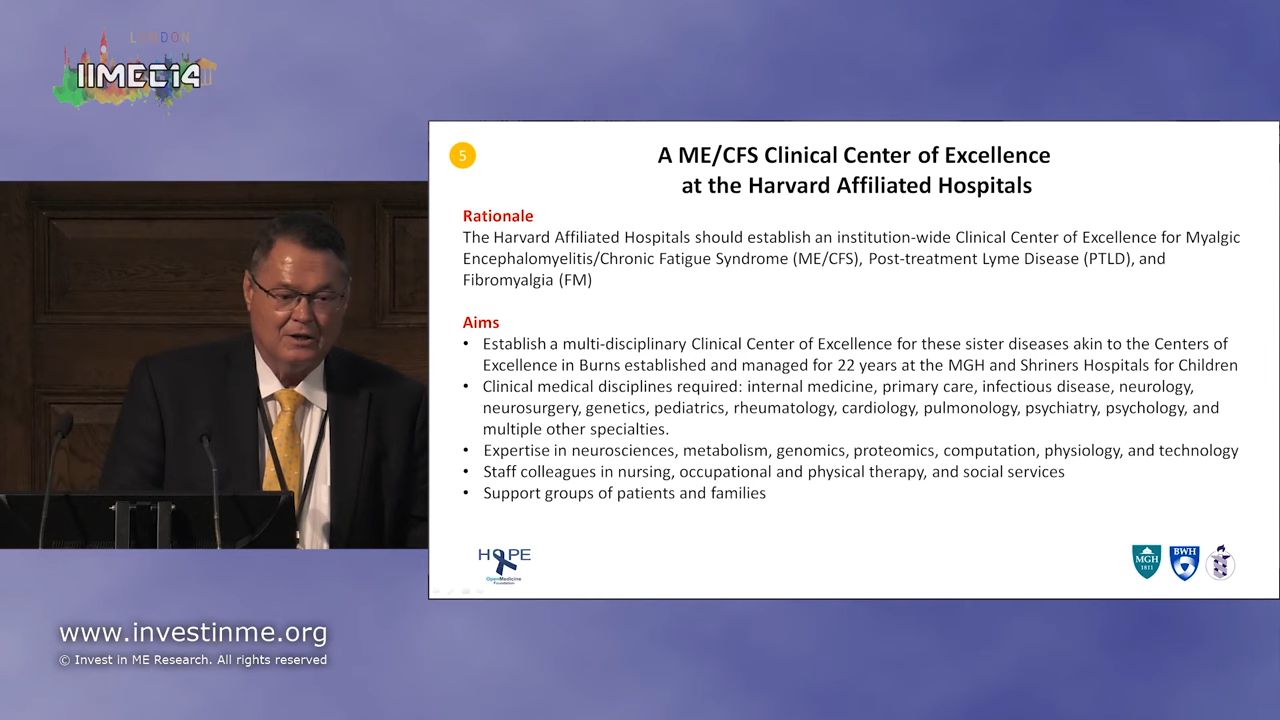 LONDON
IIMEC14
5
A ME/CFS Clinical Center of Excellence
at the Harvard Affiliated Hospitals
Rationale
The Harvard Affiliated Hospitals should establish an institution-wide Clinical Center of Excellence for Myalgic
Encephalomyelitis/Chronic Fatigue Syndrome (ME/CFS), Post-treatment Lyme Disease (PTLD), and
Fibromyalgia (FM)
Aims
• Establish a multi-disciplinary Clinical Center of Excellence for these sister diseases akin to the Centers of
Excellence in Burns established and managed for 22 years at the MGH and Shriners Hospitals for Children
• Clinical medical disciplines required: internal medicine, primary care, infectious disease, neurology,
neurosurgery, genetics, pediatrics, rheumatology, cardiology, pulmonology, psychiatry, psychology, and
multiple other specialties.
• Expertise in neurosciences, metabolism, genomics, proteomics, computation, physiology, and technology
• Staff colleagues in nursing, occupational and physical therapy, and social services
• Support groups of patients and families
HOPE
OpenMedicine
Foundation
MGH
1811
BWH
www.investinme.org
© Invest in ME Research. All rights reserved